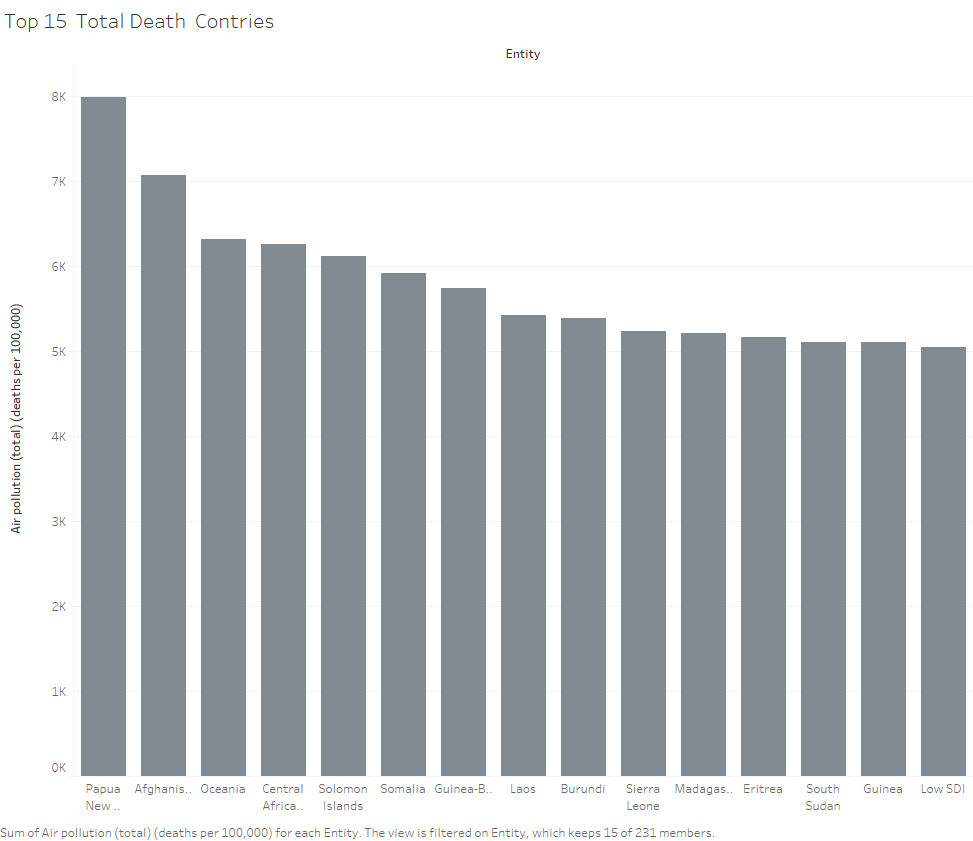 Top 15 Total Death Contries
Entity
8K
7K
6K
5K
4K
3K
2K
1K
0K
Air pollution (total) (deaths per 100,000)
Papua New ..
Afghanis..
Oceania
Central Africa..
Solomon Islands
Somalia
Guinea-B..
Laos
Burundi
Sierra Leone
Madagas..
Eritrea
South Sudan
Guinea
Low SDI
Sum of Air pollution (total) (deaths per 100,000) for each Entity. The view is filtered on Entity, which keeps 15 of 231 members.